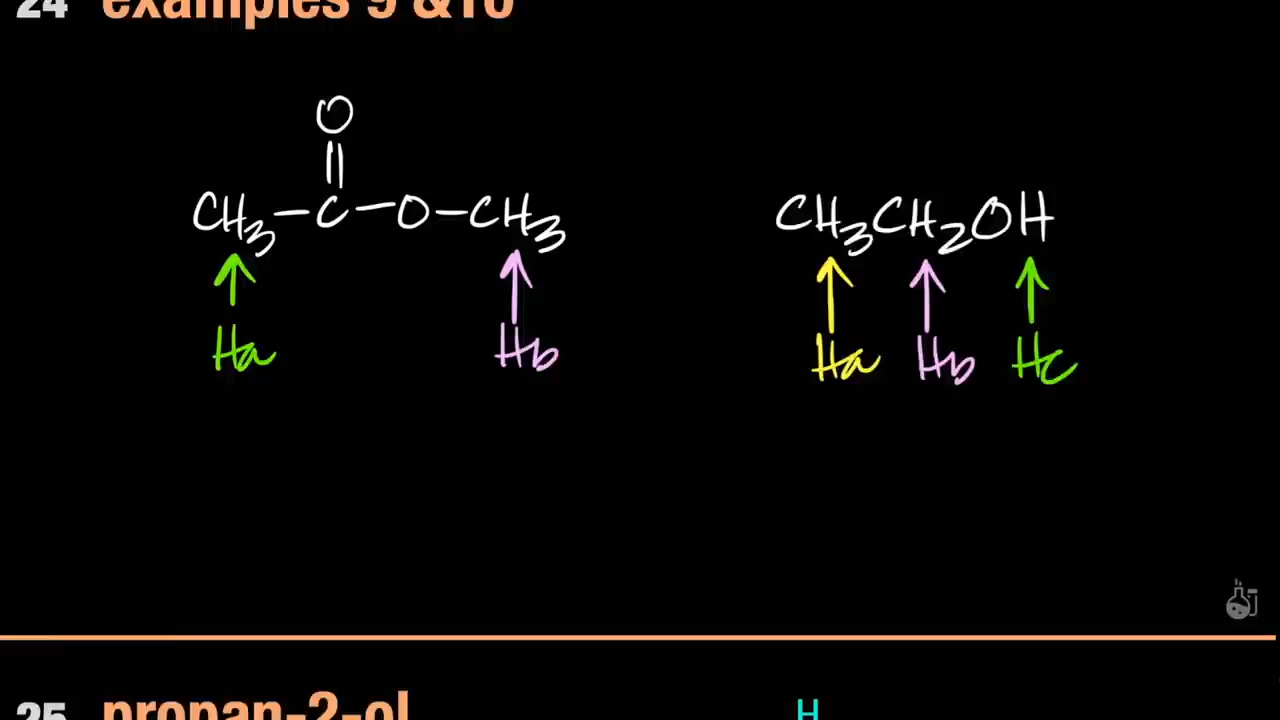 24 examples 9 &10
O
||
CH3-C-O-CH3
CH3CH2OH
Ha Hb
Ha Hb Hc
25 propan-2-ol
H